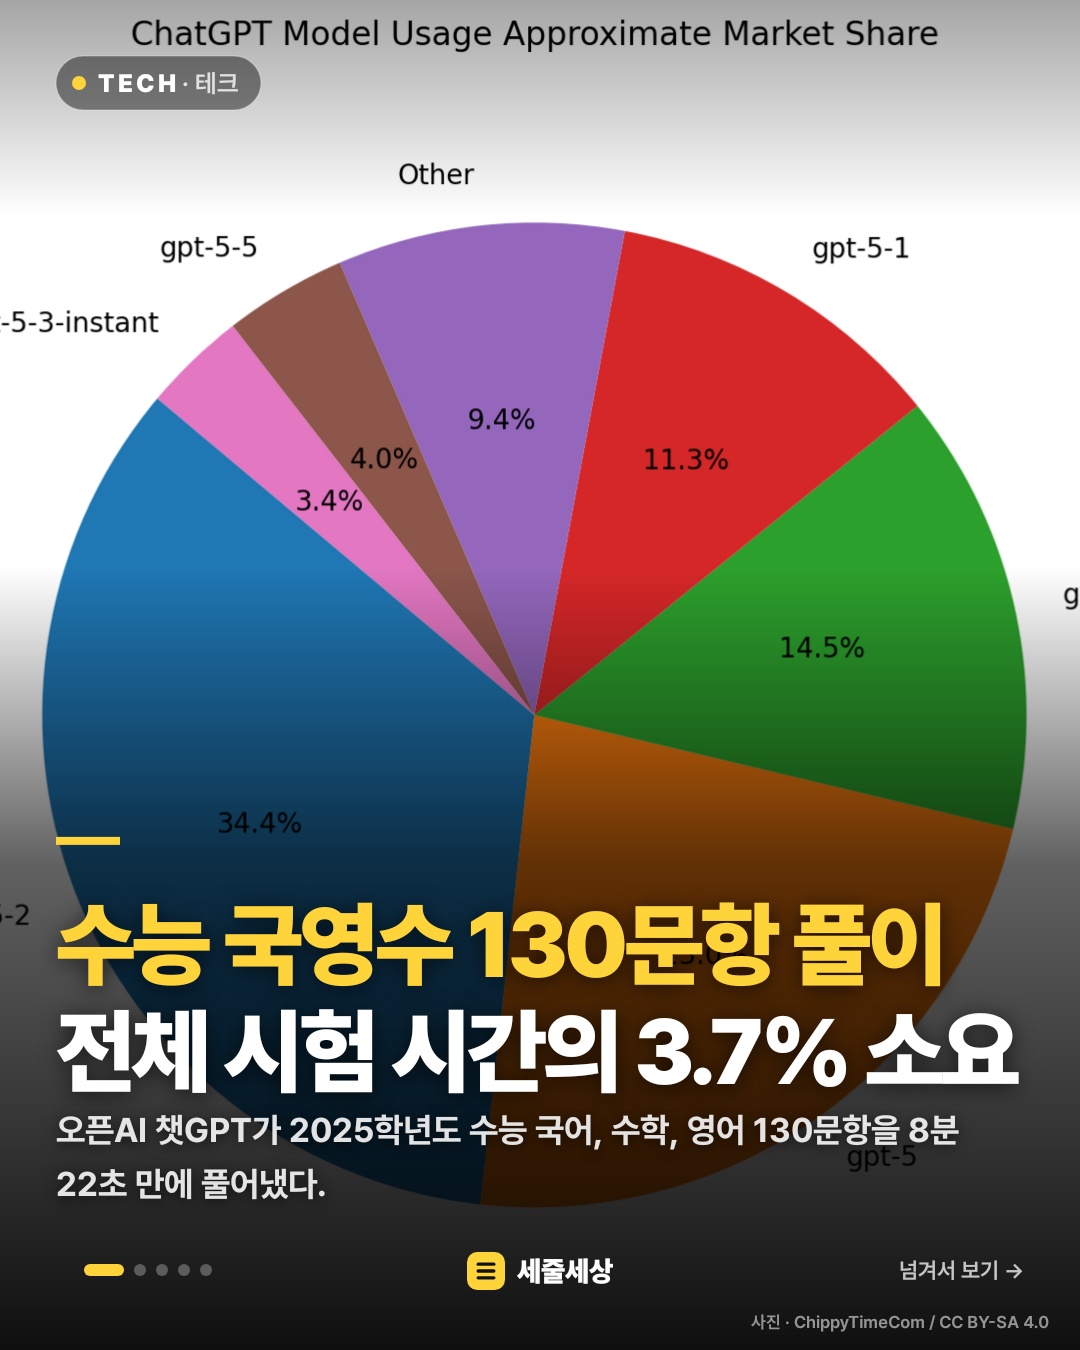 ChatGPT Model Usage Approximate Market Share
TECH · 테크
Other
gpt-5-5
gpt-5-1
-5-3-instant
9.4%
4.0%
11.3%
3.4%
g
14.5%
34.4%
-2
수능 국영수 130문항 풀이
전체 시험 시간의 3.7% 소요
오픈AI 챗GPT가 2025학년도 수능 국어, 수학, 영어 130문항을 8분
gpt-5
22초 만에 풀어냈다.
세줄세상
넘겨서 보기 →
사진 · ChippyTimeCom / CC BY-SA 4.0